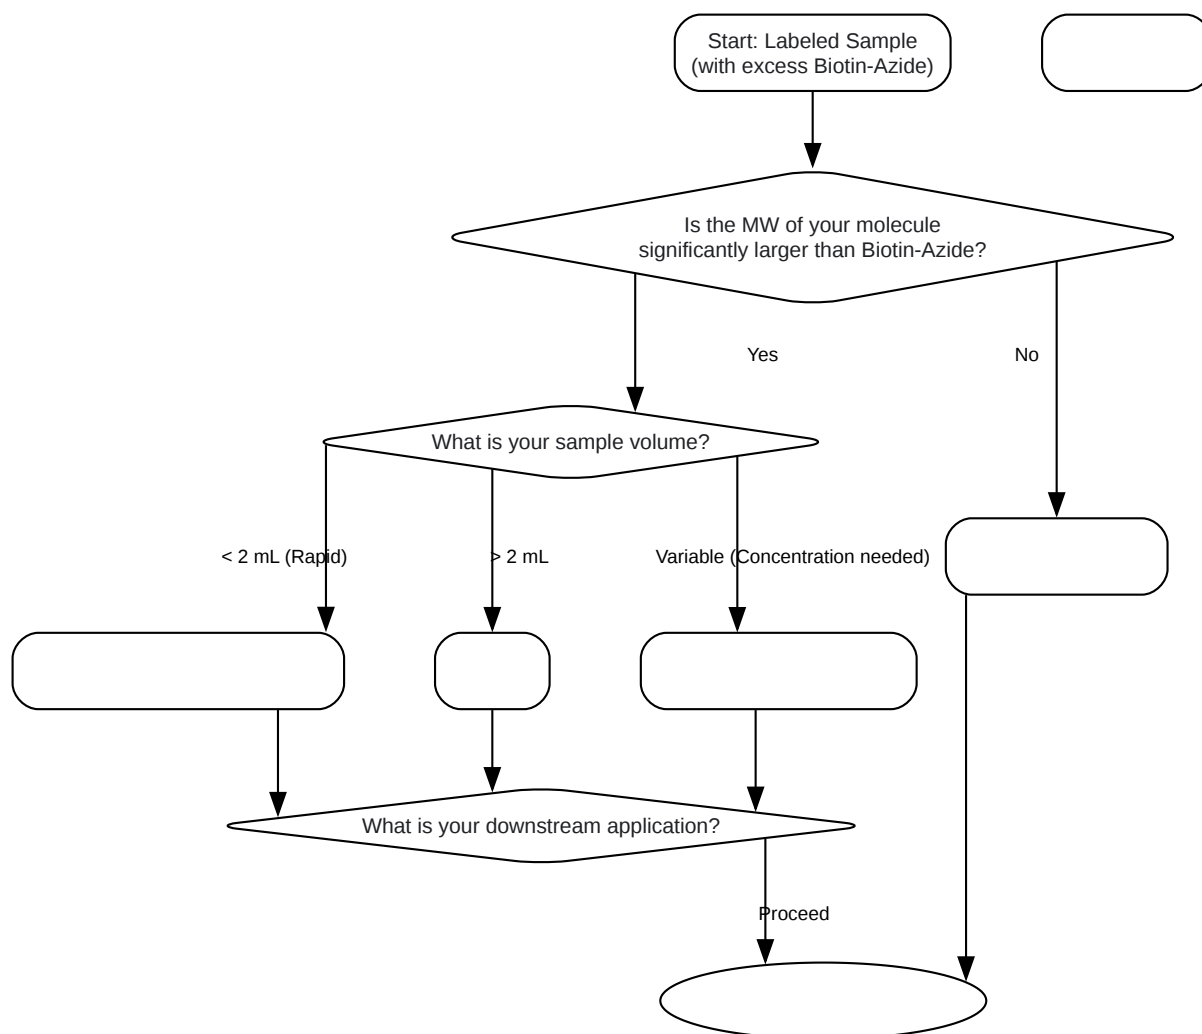 Start: Labeled Sample
(with excess Biotin-Azide)
Is the MW of your molecule
significantly larger than Biotin-Azide?
Yes
No
What is your sample volume?
< 2 mL (Rapid)
> 2 mL
Variable (Concentration needed)
What is your downstream application?
Proceed